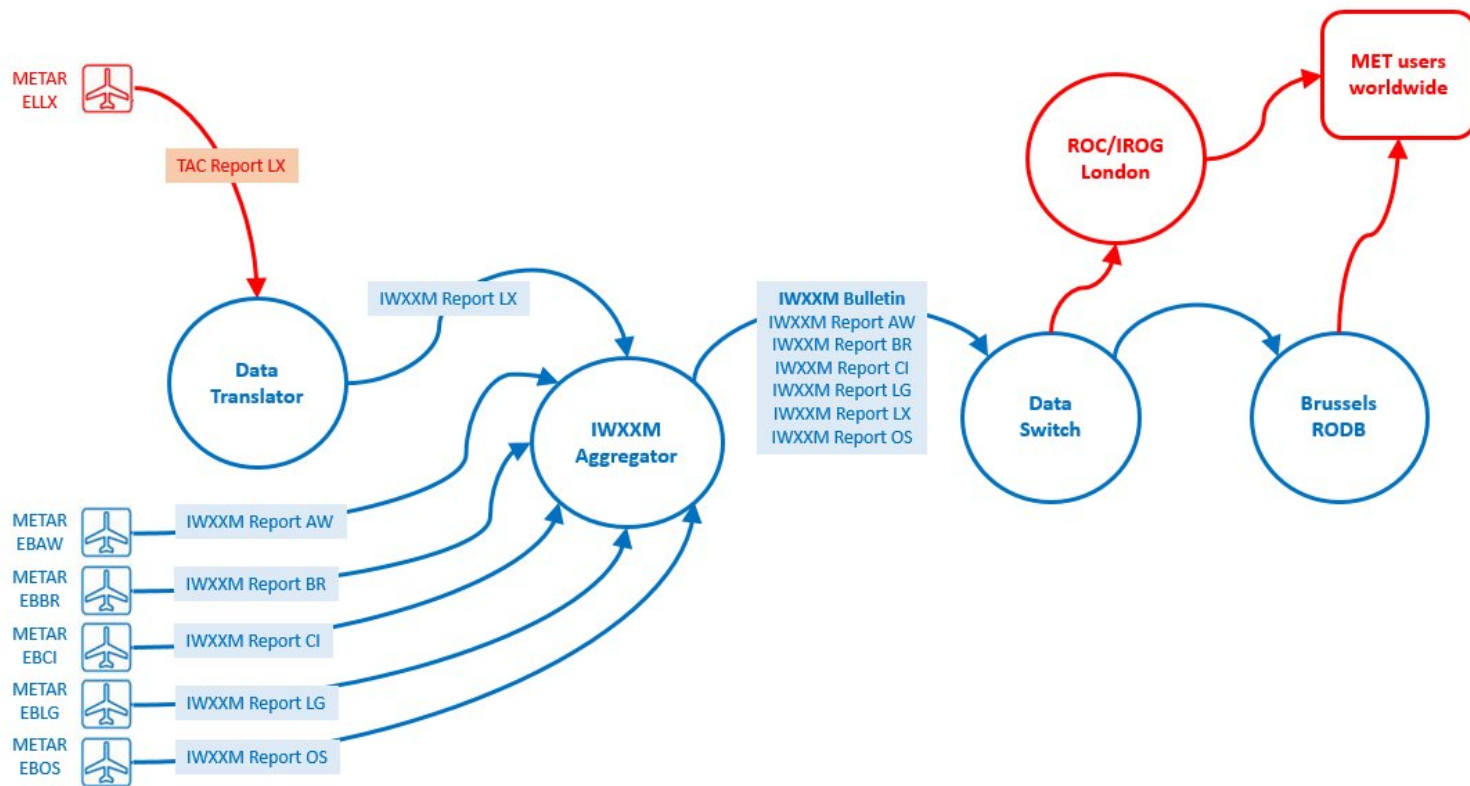 METAR
ELLX
TAC Report LX
MET users
worldwide
ROC/IROG
London
IWXXM Report LX
Data
Translator
IWXXM Bulletin
IWXXM Report AW
IWXXM Report BR
IWXXM Report CI
IWXXM Report LG
IWXXM Report LX
IWXXM Report OS
IWXXM
Aggregator
Data
Switch
Brussels
RODB
METAR
EBAW
IWXXM Report AW
METAR
EBBR
IWXXM Report BR
METAR
EBCI
IWXXM Report CI
METAR
EBLG
IWXXM Report LG
METAR
EBOS
IWXXM Report OS